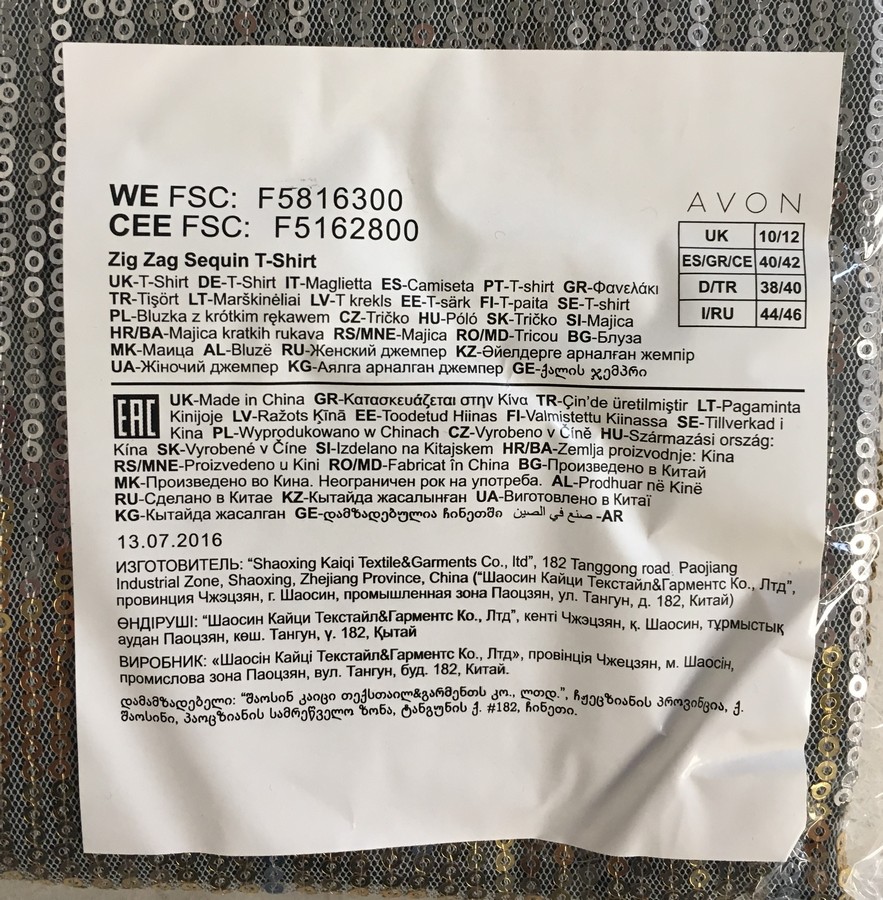 WE FSC: F5816300
CEE FSC: F5162800
AVON
UK 10/12
ES/GR/CE 40/42
D/TR 38/40
I/RU 44/46
Zig Zag Sequin T-Shirt
UK-T-Shirt DE-T-Shirt IT-Maglietta ES-Camiseta PT-T-shirt GR-Φανελάκι
TR-Tişört LT-Marškinėliai LV-T krekls EE-T-särk FI-T-paita SE-T-shirt
PL-Bluzka z krótkim rękawem CZ-Tričko HU-Póló SK-Tričko SI-Majica
HR/BA-Majica kratkih rukava RS/MNE-Majica RO/MD-Tricou BG-Блуза
MK-Маица AL-Bluzë RU-Женский джемпер KZ-Әйелдерге арналған жемпір
UA-Жіночий джемпер KG-Аялга арналган джемпер GE-ქალის ჯემპრი
EAC
UK-Made in China GR-Κατασκευάζεται στην Κίνα TR-Çin'de üretilmiştir LT-Pagaminta
Kinijoje LV-Ražots Ķīnā EE-Toodetud Hiinas FI-Valmistettu Kiinassa SE-Tillverkad i
Kina PL-Wyprodukowano w Chinach CZ-Vyrobeno v Číně HU-Származási ország:
Kína SK-Vyrobené v Číne SI-Izdelano na Kitajskem HR/BA-Zemlja proizvodnje: Kina
RS/MNE-Proizvedeno u Kini RO/MD-Fabricat în China BG-Произведено в Китай
MK-Произведено во Кина. Неограничен рок на употреба. AL-Prodhuar në Kinë
RU-Сделано в Китае KZ-Кытайда жасалынған UA-Виготовлено в Китаї
KG-Кытайда жасалган GE-დამზადებულია ჩინეთში صنع في الصين -AR
13.07.2016
ИЗГОТОВИТЕЛЬ: "Shaoxing Kaiqi Textile&Garments Co., ltd", 182 Tanggong road, Paojiang
Industrial Zone, Shaoxing, Zhejiang Province, China ("Шаосин Кайци Текстайл&Гарментс Ко., Лтд",
провинция Чжэцзян, г. Шаосин, промышленная зона Паоцзян, ул. Тангун, д. 182, Китай)
ӨНДІРУШІ: "Шаосин Кайци Текстайл&Гарментс Ко., Лтд", кенті Чжэцзян, қ. Шаосин, тұрмыстық
аудан Паоцзян, көш. Тангун, ү. 182, Қытай
ВИРОБНИК: «Шаосін Кайці Текстайл&Гарментс Ко., Лтд», провінція Чжецзян, м. Шаосін,
промислова зона Паоцзян, вул. Тангун, буд. 182, Китай.
დამამზადებელი: "შაოსინ კაიცი თექსთაილ&გარმენთს კო., ლთდ.", ჩჟეცზიანის პროვინცია, ქ.
შაოსინი, პაოცზიანის სამრეწველო ზონა, ტანგუნის ქ. #182, ჩინეთი.